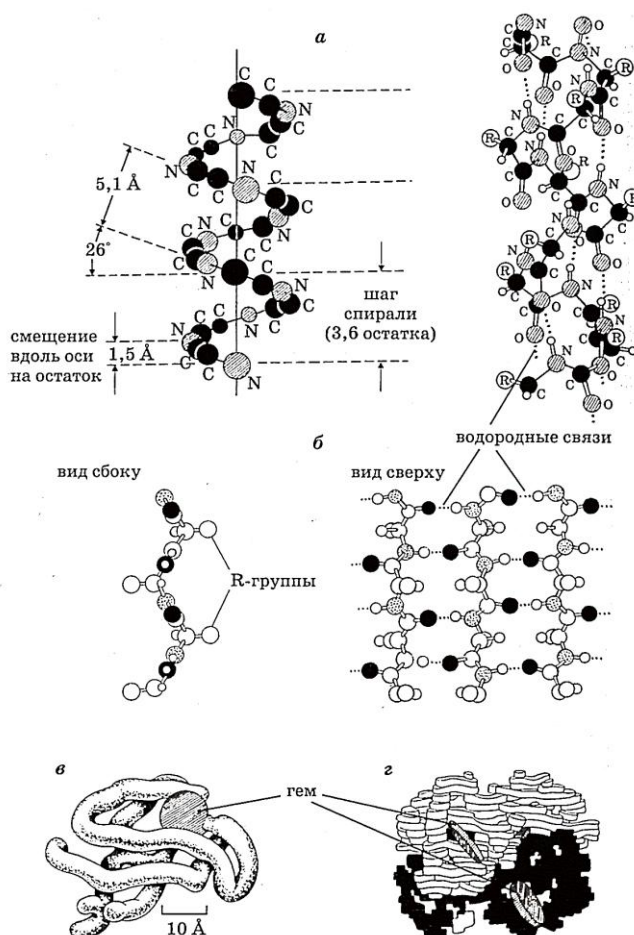 а
5,1 Å
26°
смещение
вдоль оси
на остаток
1,5 Å
шаг
спирали
(3,6 остатка)
б
водородные связи
вид сбоку
вид сверху
R-группы
в
г
гем
10 Å